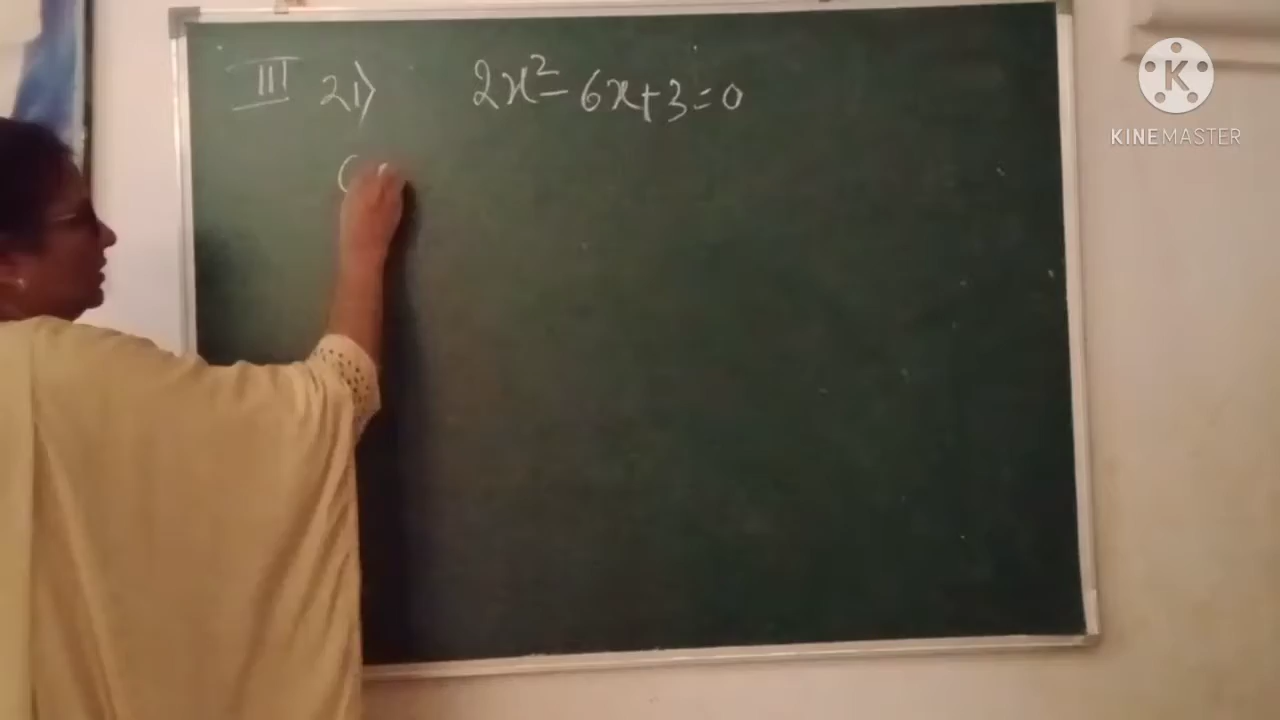 III 21) 2x² - 6x + 3 = 0
(
K
KINEMASTER